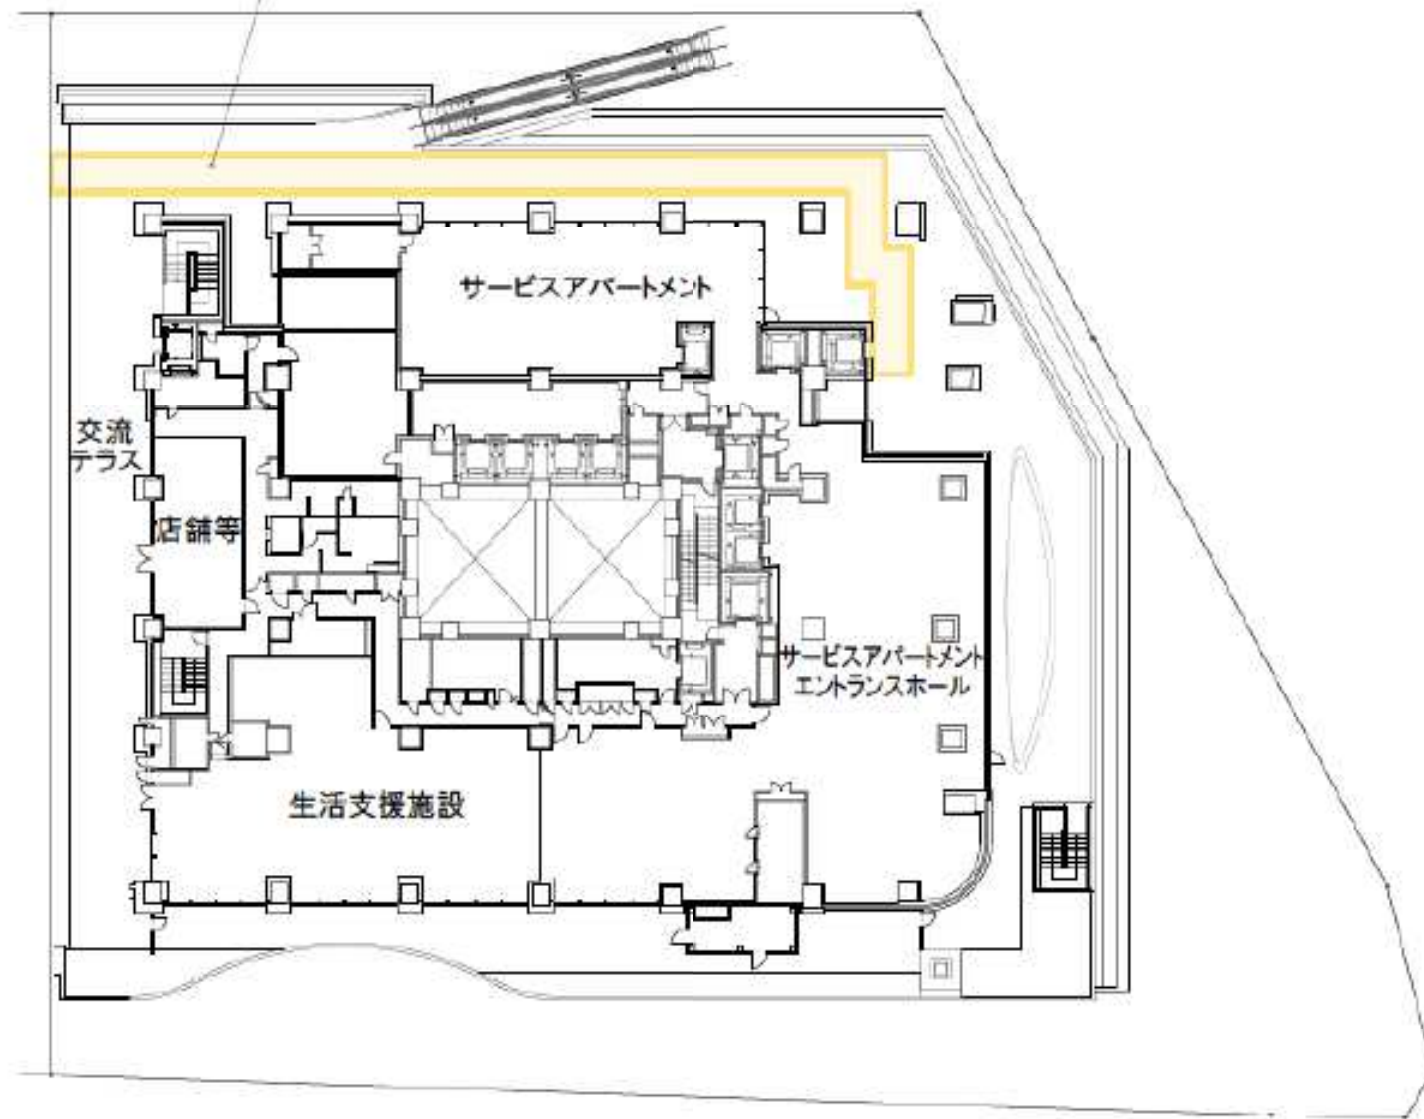 サービスアパートメント
交流
テラス
店舗等
サービスアパートメント
エントランスホール
生活支援施設